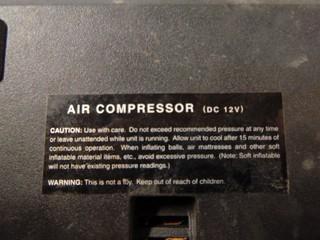 AIR COMPRESSOR (DC 12V)
CAUTION: Use with care. Do not exceed recommended pressure at any time
or leave unattended while unit is running. Allow unit to cool after 15 minutes of
continuous operation. When inflating balls, air mattresses and other soft
inflatable material items, etc., avoid excessive pressure. (Note: Soft inflatable
will not have existing pressure readings.)
WARNING: This is not a toy. Keep out of reach of children.